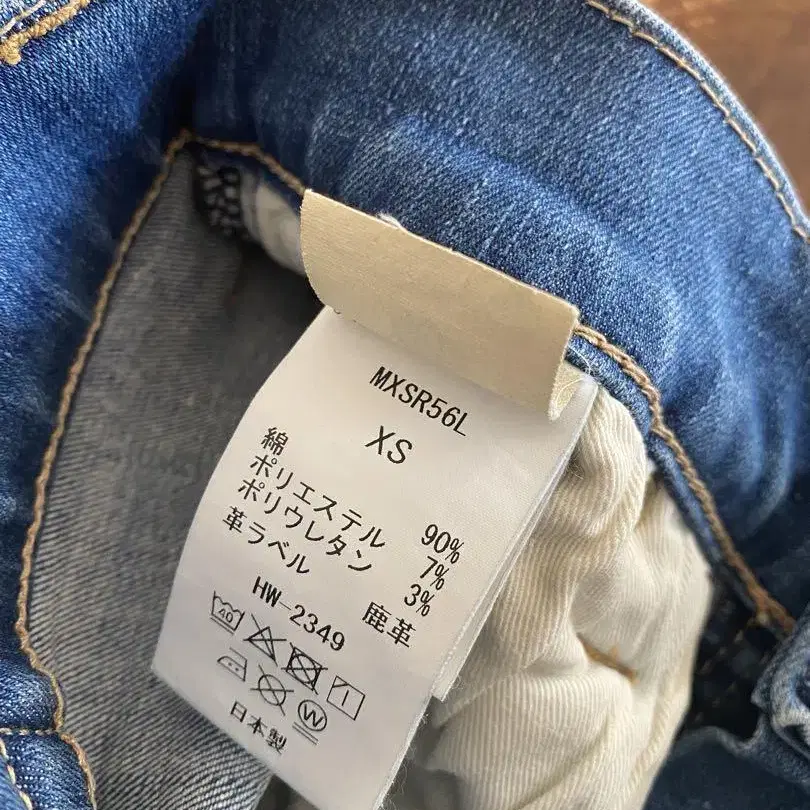 MXSR56L
XS
綿 90%
ポリエステル 7%
ポリウレタン 3%
革ラベル 鹿革
HW-2349
40
W
日本製